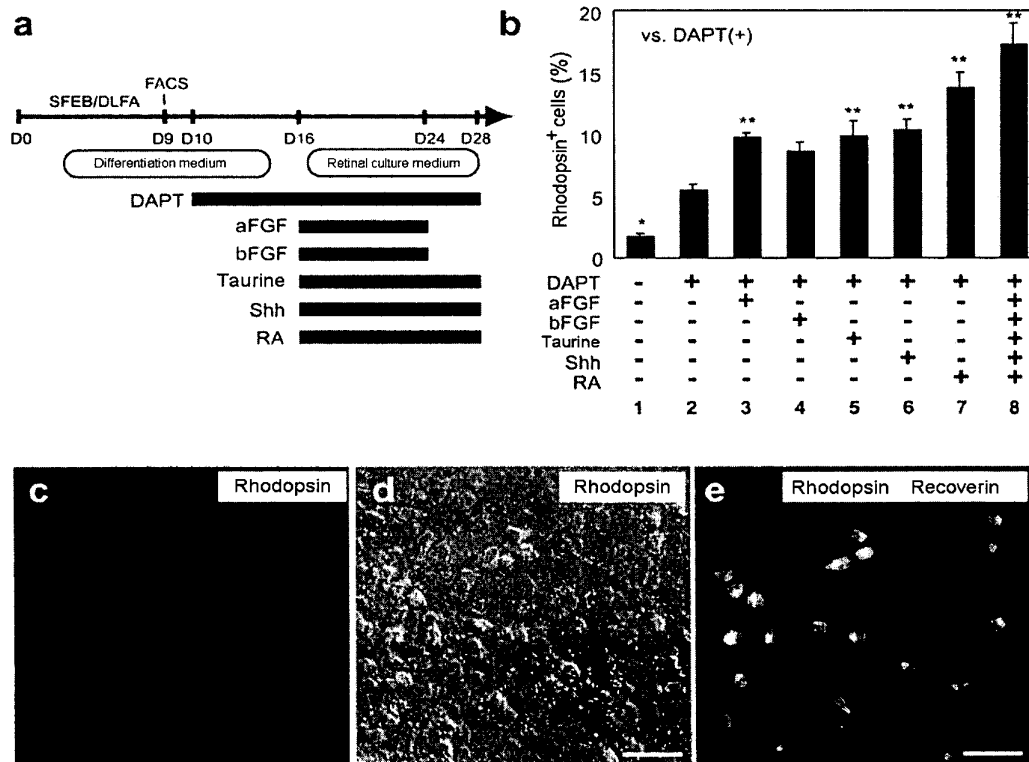 a
FACS
SFEB/DLFA
D0 D9 D10 D16 D24 D28
Differentiation medium Retinal culture medium
DAPT
aFGF
bFGF
Taurine
Shh
RA
b
vs. DAPT(+)
Rhodopsin+ cells (%)
20
15
10
5
0
* ** ** ** ** **
DAPT - + + + + + + +
aFGF - - + - - - - +
bFGF - - - + - - - +
Taurine - - - - + - - +
Shh - - - - - + - +
RA - - - - - - + +
1 2 3 4 5 6 7 8
c Rhodopsin
d Rhodopsin
e Rhodopsin Recoverin